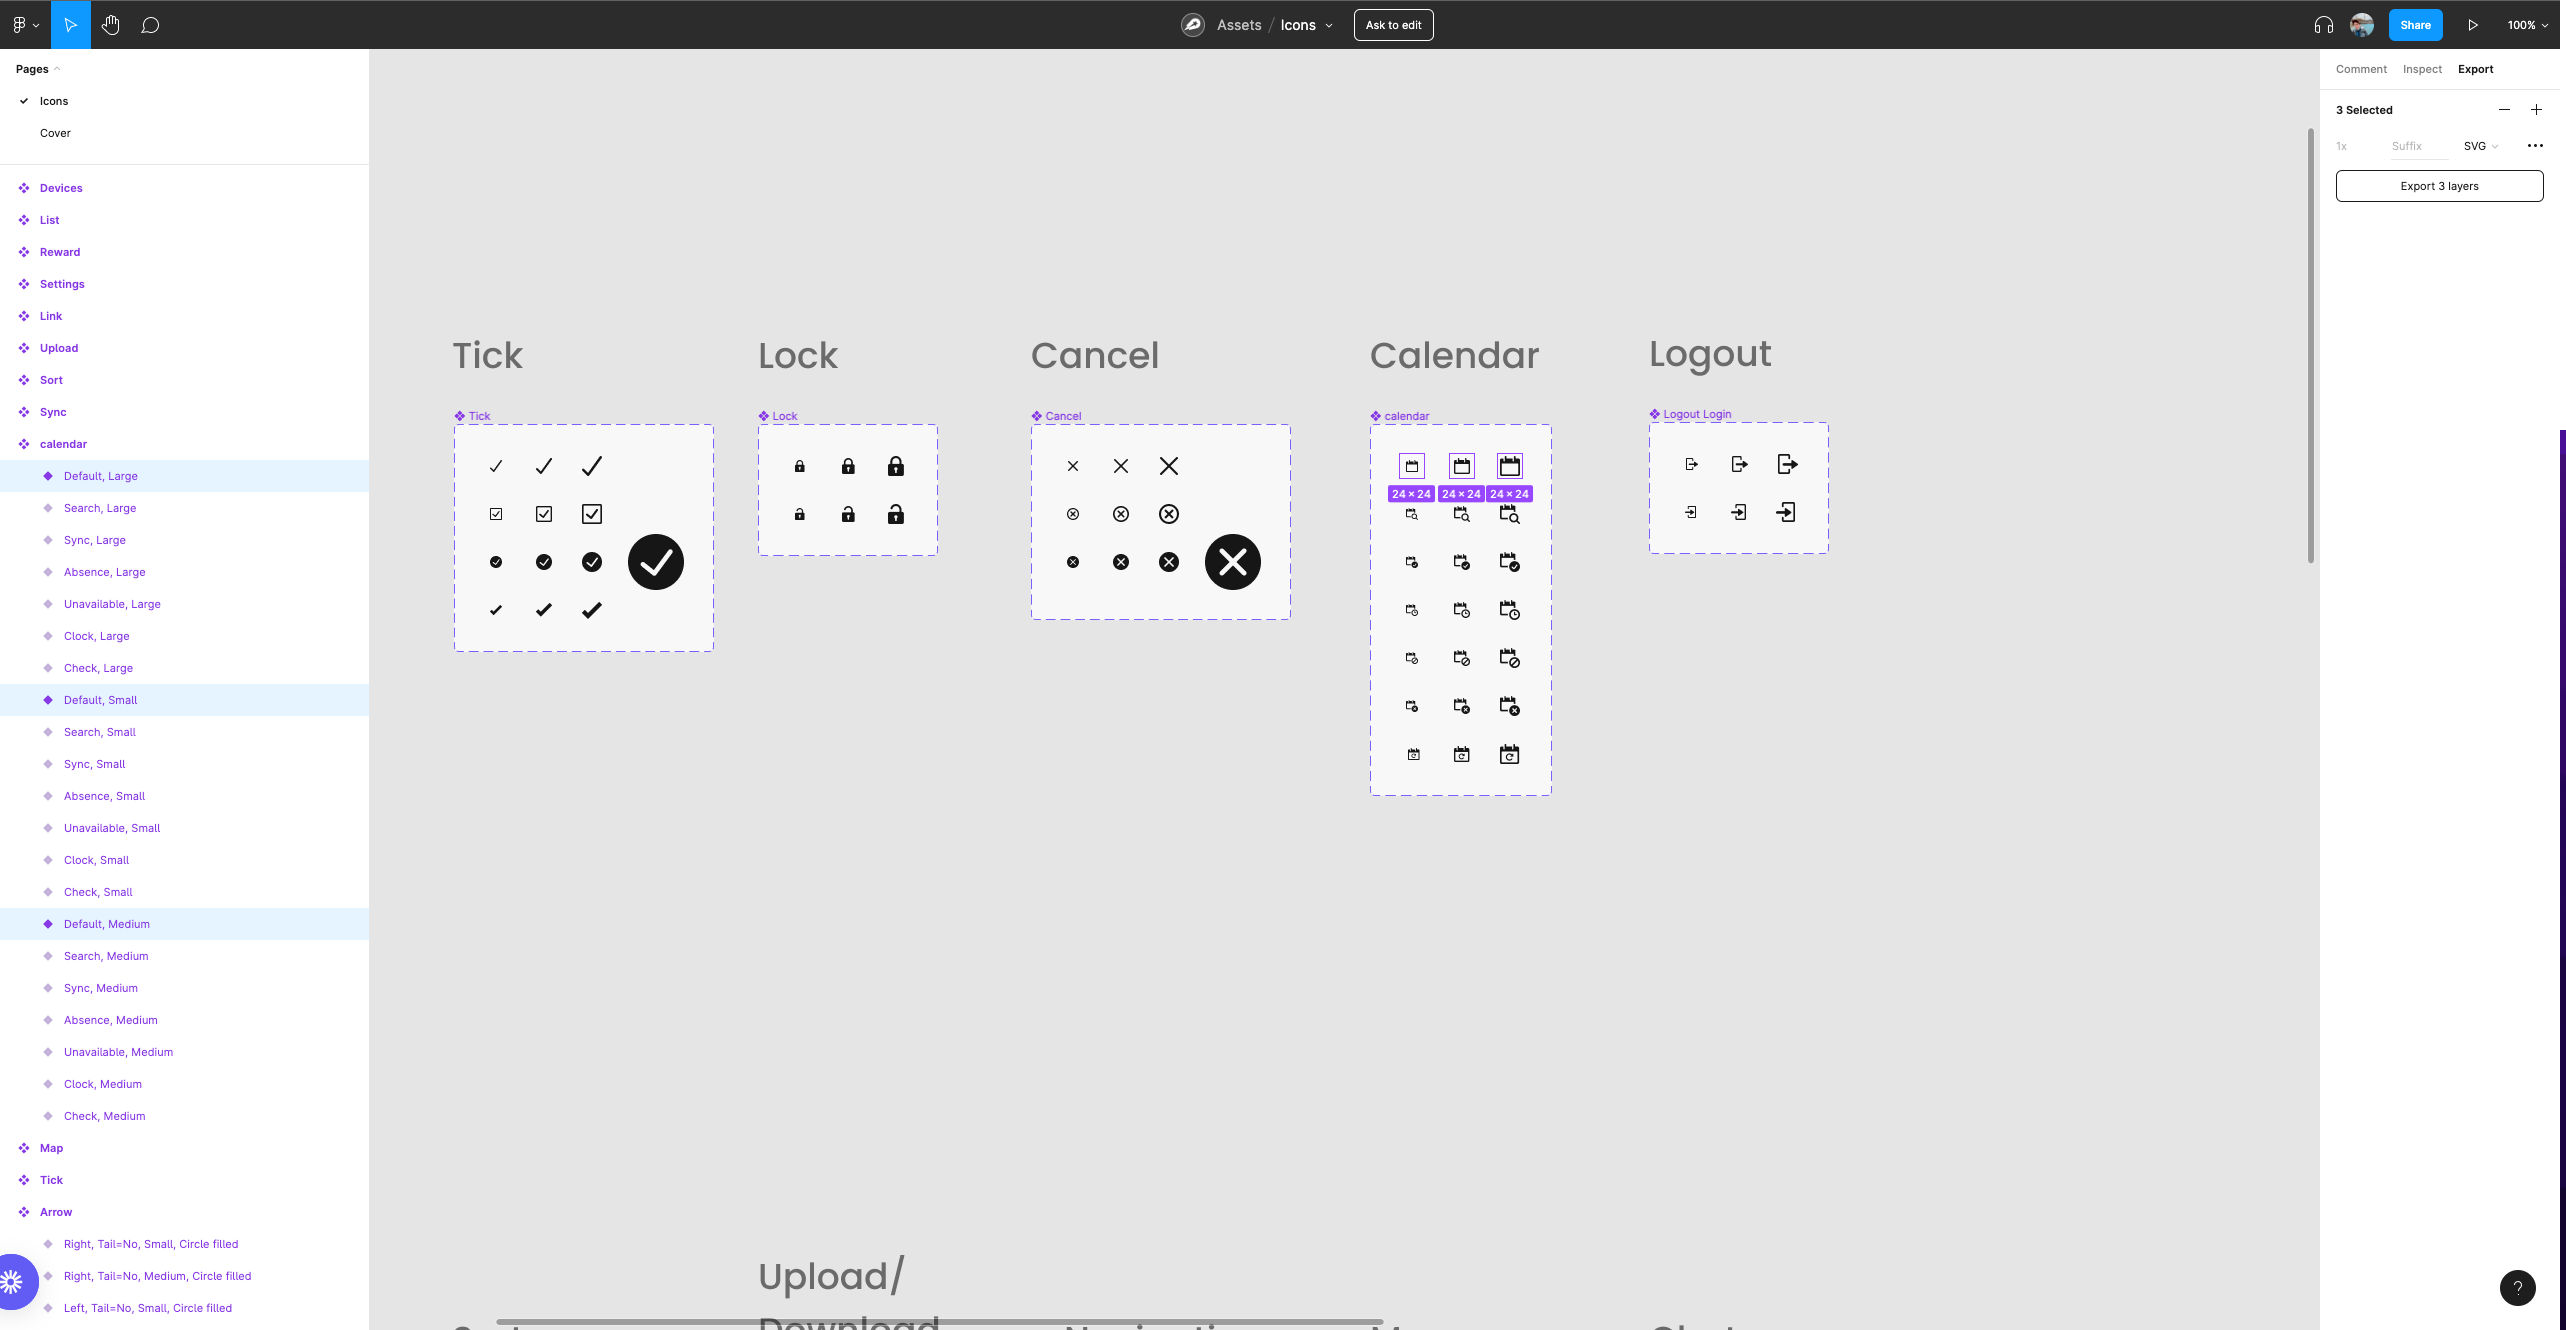 Assets / Icons
Ask to edit
Share
100%
Pages
Icons
Cover
Devices
List
Reward
Settings
Link
Upload
Sort
Sync
calendar
Default, Large
Search, Large
Sync, Large
Absence, Large
Unavailable, Large
Clock, Large
Check, Large
Default, Small
Search, Small
Sync, Small
Absence, Small
Unavailable, Small
Clock, Small
Check, Small
Default, Medium
Search, Medium
Sync, Medium
Absence, Medium
Unavailable, Medium
Clock, Medium
Check, Medium
Map
Tick
Arrow
Right, Tail=No, Small, Circle filled
Right, Tail=No, Medium, Circle filled
Left, Tail=No, Small, Circle filled
Tick
Lock
Cancel
Calendar
Logout
Tick
Lock
Cancel
calendar
Logout Login
24 × 24
24 × 24
24 × 24
Upload/
Download
Comment
Inspect
Export
3 Selected
1x
Suffix
SVG
Export 3 layers
?